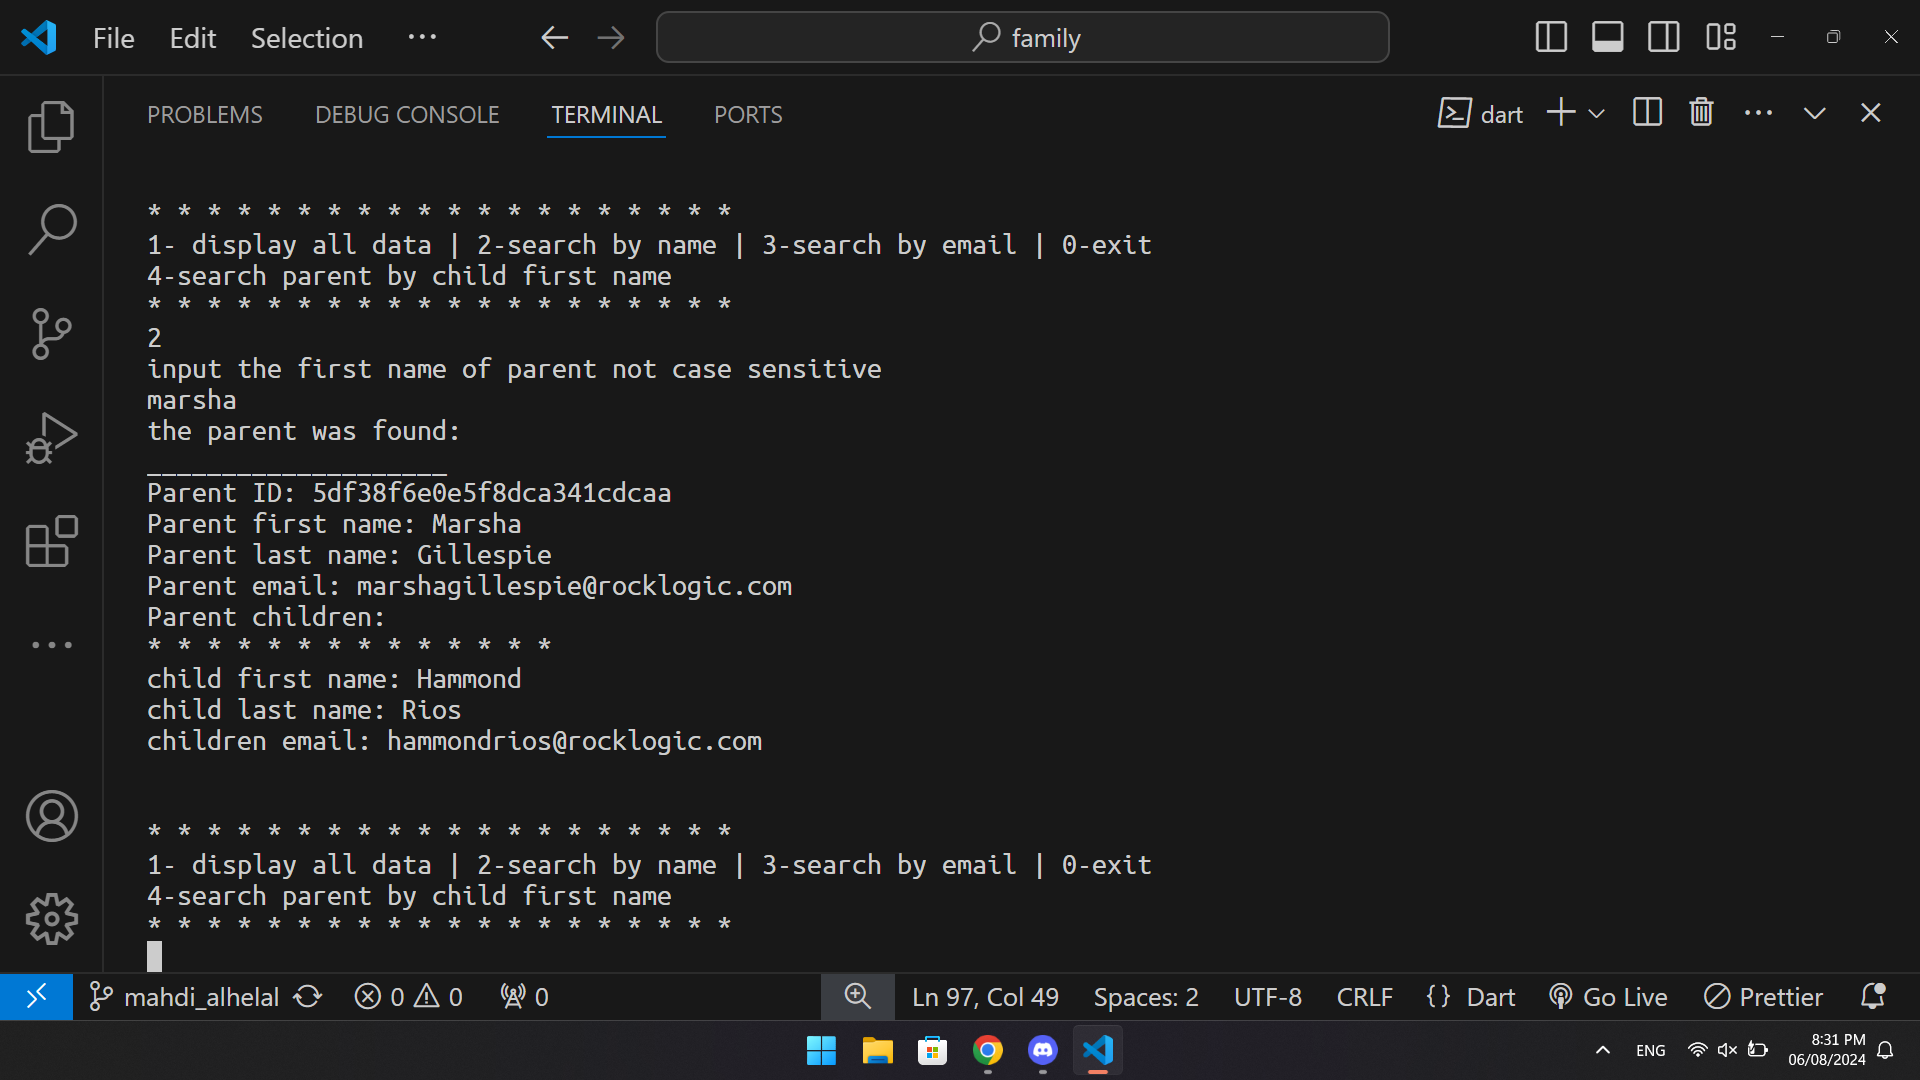 File Edit Selection ··· family
PROBLEMS DEBUG CONSOLE TERMINAL PORTS dart
* * * * * * * * * * * * * * * * * * * *
1- display all data | 2-search by name | 3-search by email | 0-exit
4-search parent by child first name
* * * * * * * * * * * * * * * * * * * *
2
input the first name of parent not case sensitive
marsha
the parent was found:
____________________
Parent ID: 5df38f6e0e5f8dca341cdcaa
Parent first name: Marsha
Parent last name: Gillespie
Parent email: marshagillespie@rocklogic.com
Parent children:
* * * * * * * * * * * * * *
child first name: Hammond
child last name: Rios
children email: hammondrios@rocklogic.com
* * * * * * * * * * * * * * * * * * * *
1- display all data | 2-search by name | 3-search by email | 0-exit
4-search parent by child first name
* * * * * * * * * * * * * * * * * * * *
mahdi_alhelal 0 0 0 Ln 97, Col 49 Spaces: 2 UTF-8 CRLF {} Dart Go Live Prettier
ENG 8:31 PM
06/08/2024